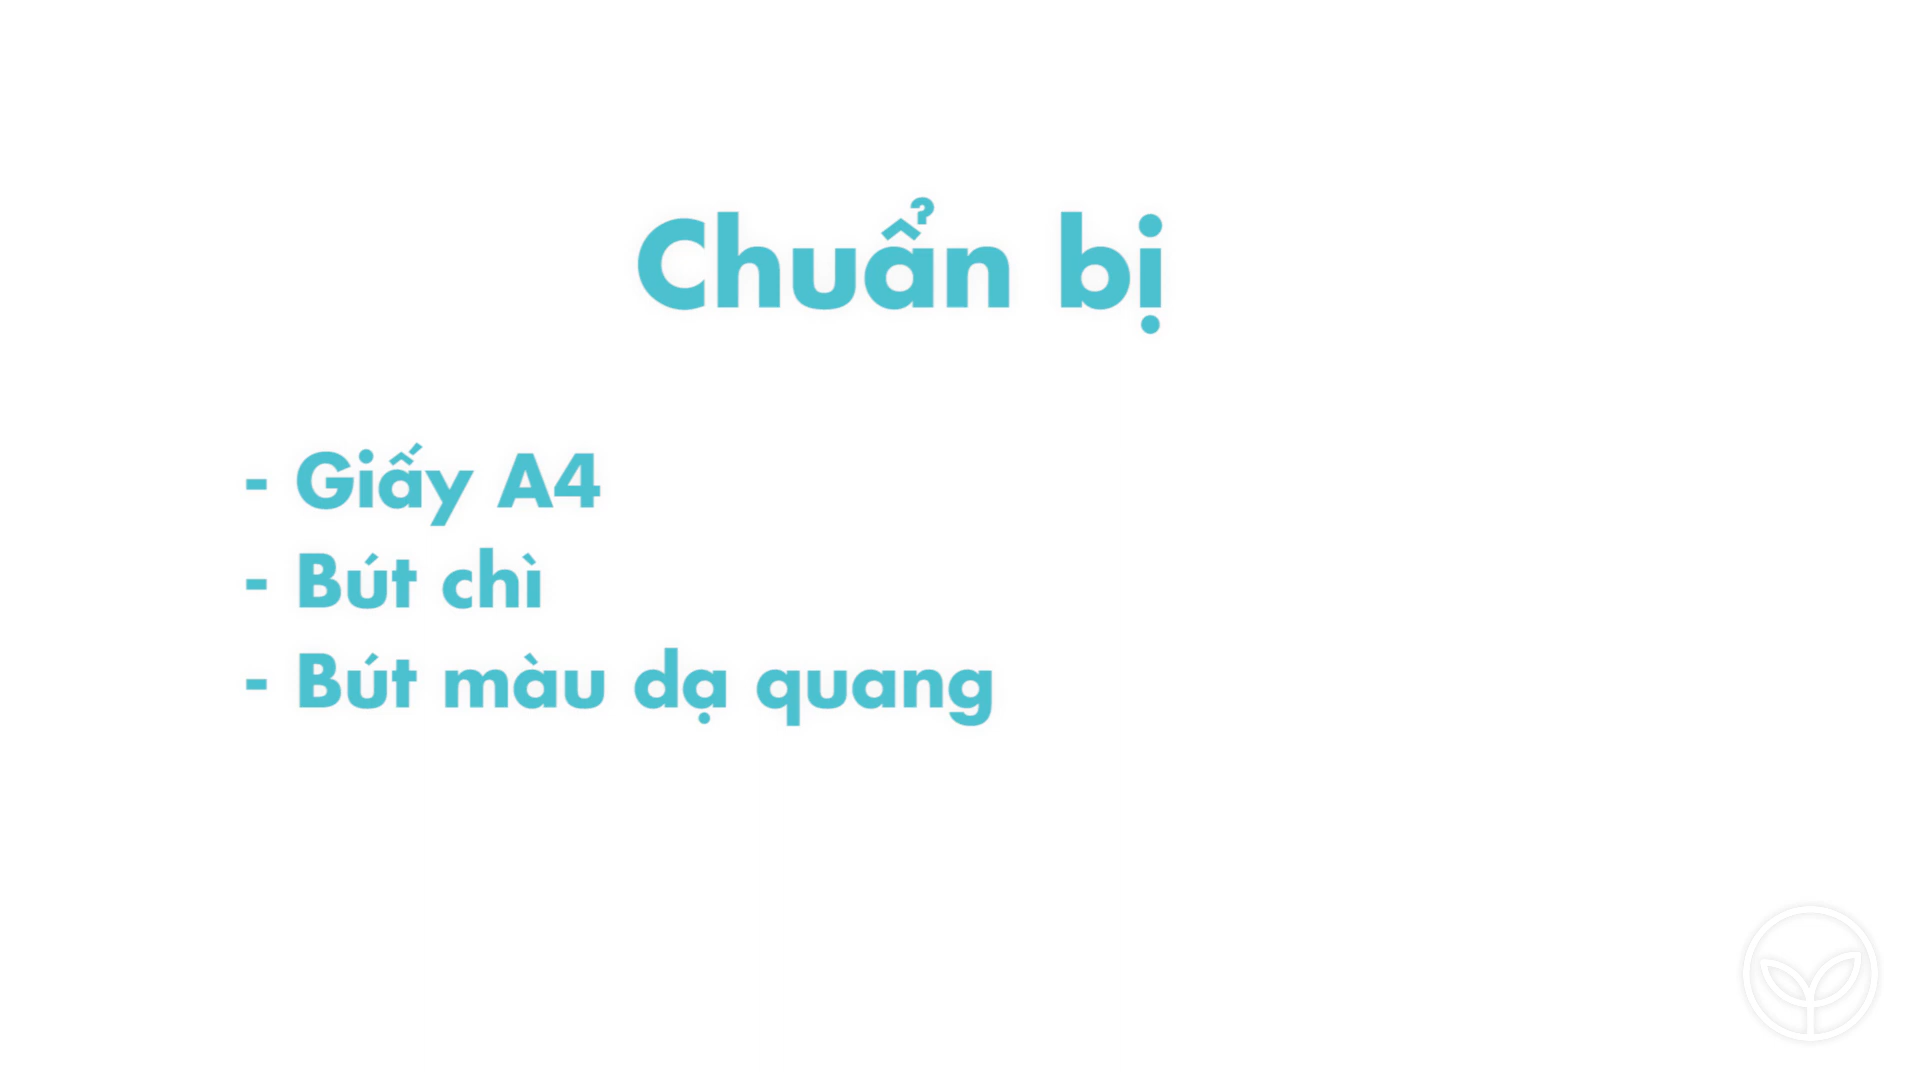 Chuẩn bị
- Giấy A4
- Bút chì
- Bút màu dạ quang